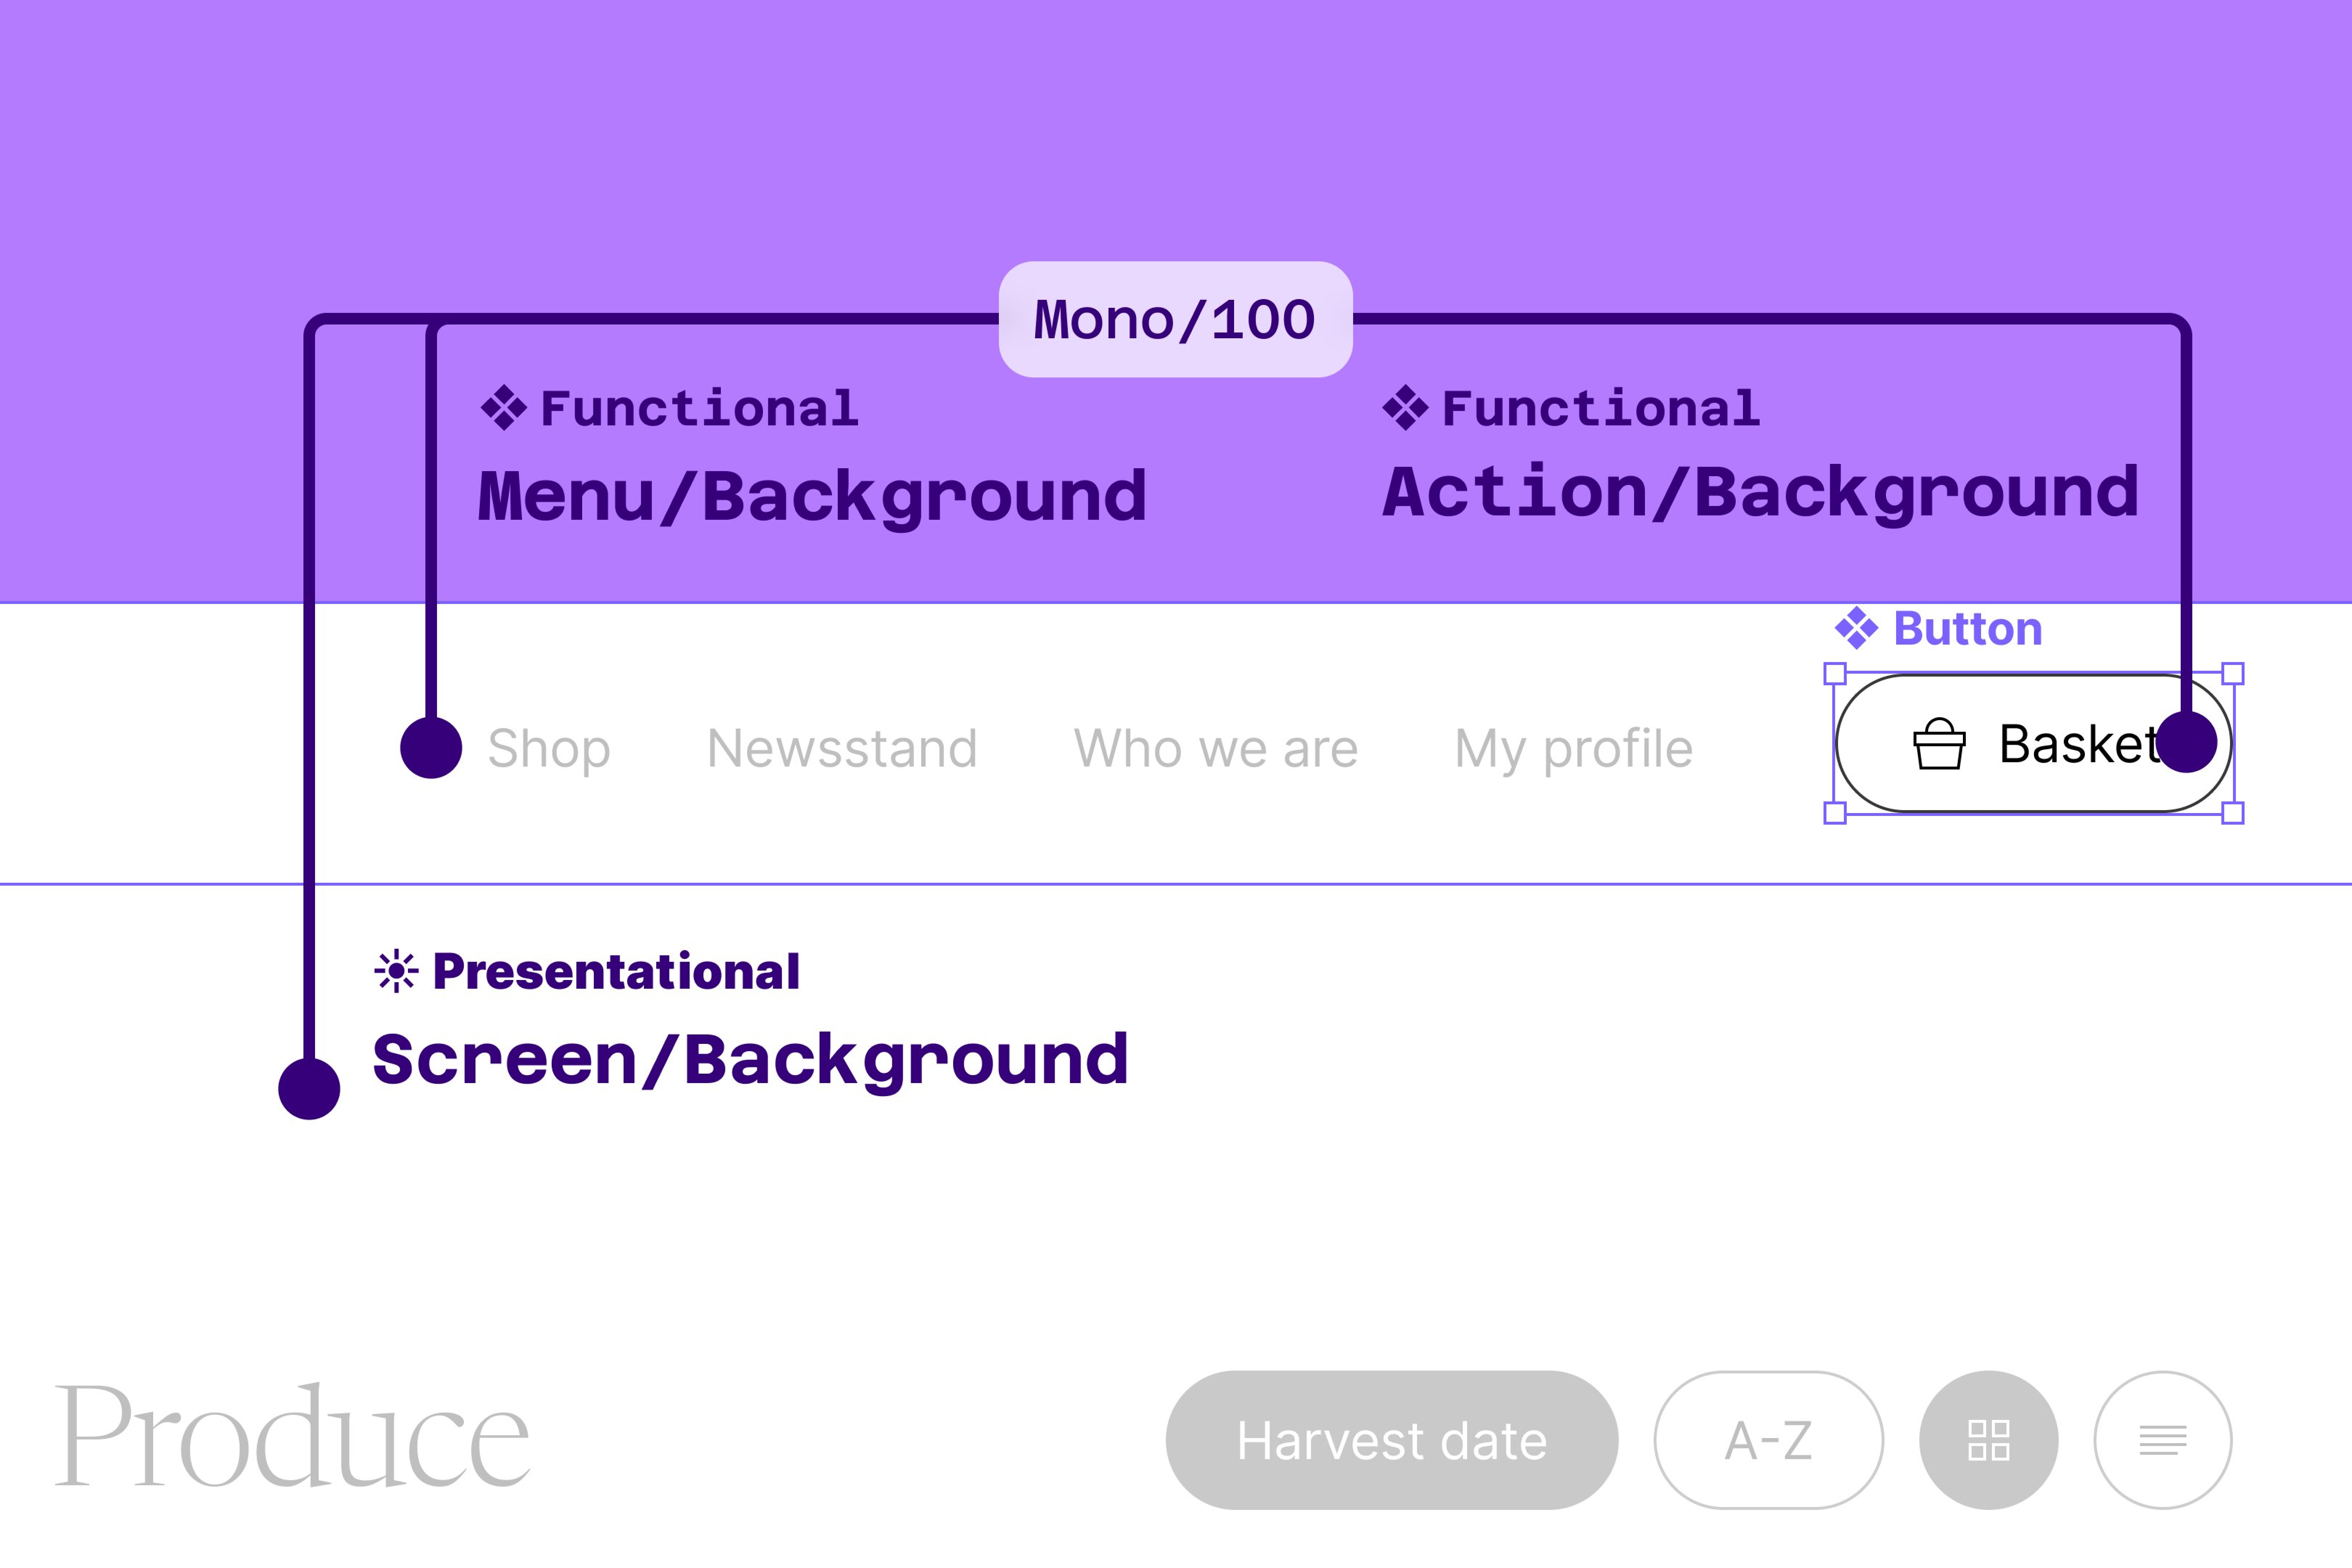 Mono/100
Functional
Menu/Background
Functional
Action/Background
Button
Shop
Newsstand
Who we are
My profile
Basket
Presentational
Screen/Background
Produce
Harvest date
A-Z